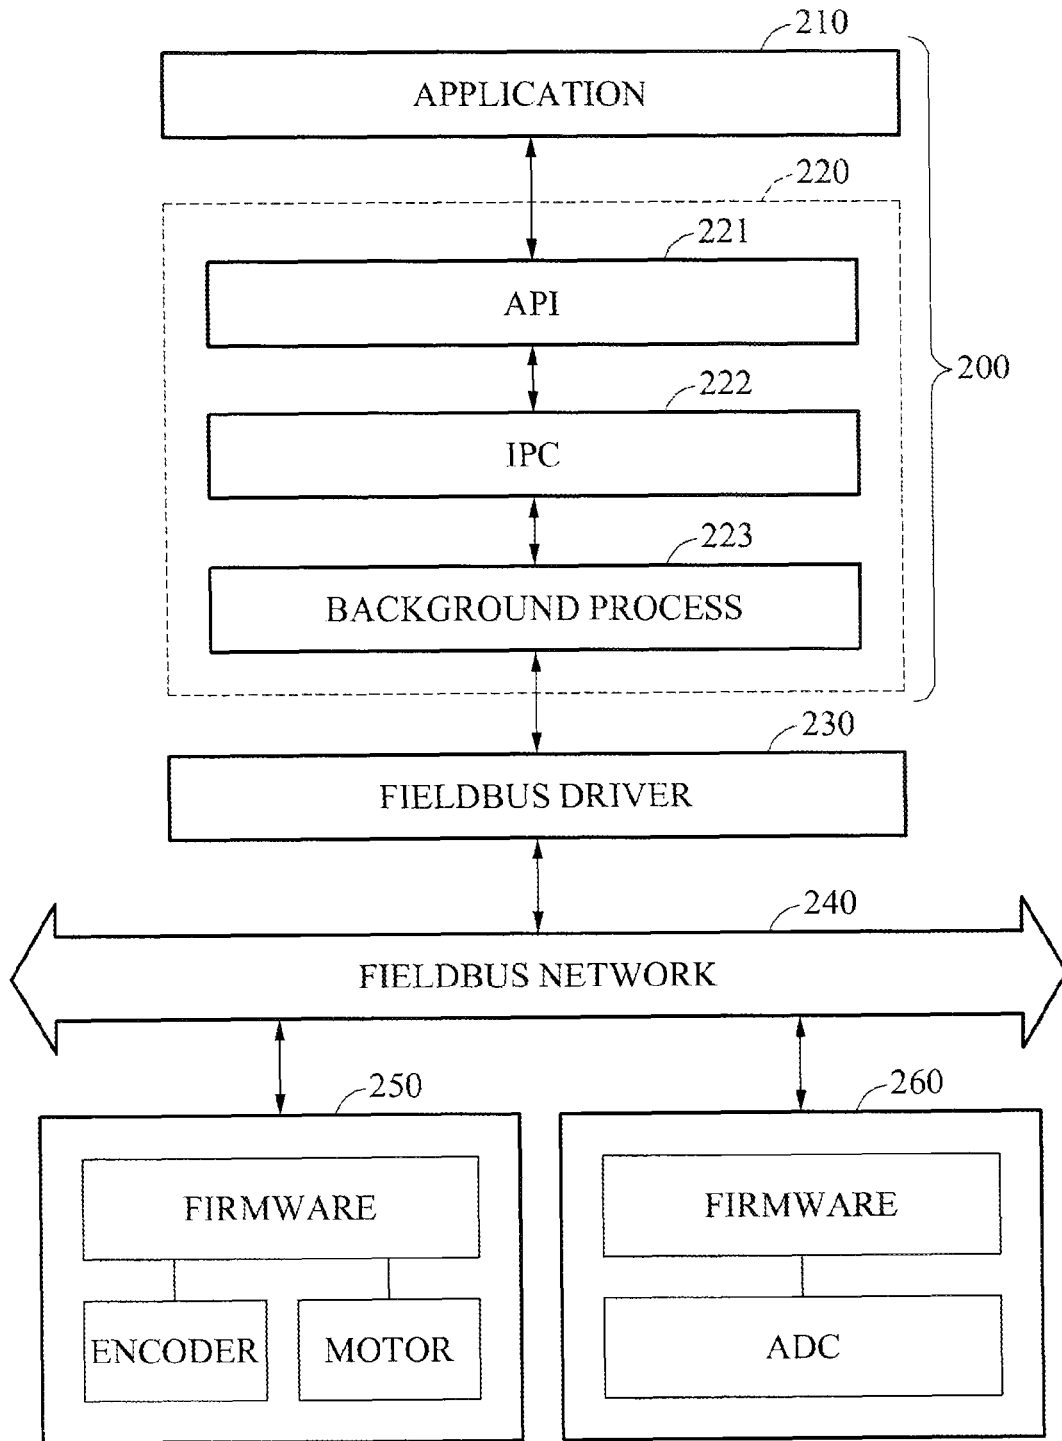 210
APPLICATION
220
221
API
200
222
IPC
223
BACKGROUND PROCESS
230
FIELDBUS DRIVER
240
FIELDBUS NETWORK
250
260
FIRMWARE
FIRMWARE
ENCODER
MOTOR
ADC